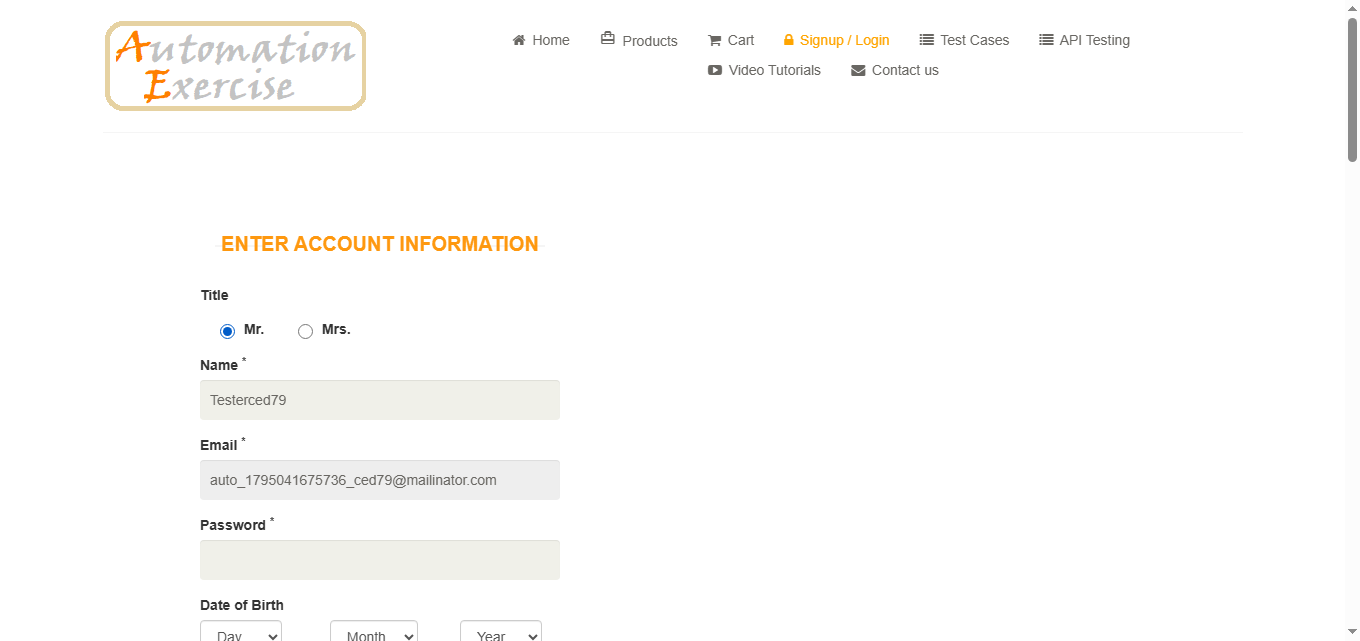 Automation
Exercise
Home
Products
Cart
Signup / Login
Test Cases
API Testing
Video Tutorials
Contact us
ENTER ACCOUNT INFORMATION
Title
Mr.
Mrs.
Name *
Testerced79
Email *
auto_1795041675736_ced79@mailinator.com
Password *
Date of Birth
Day
Month
Year